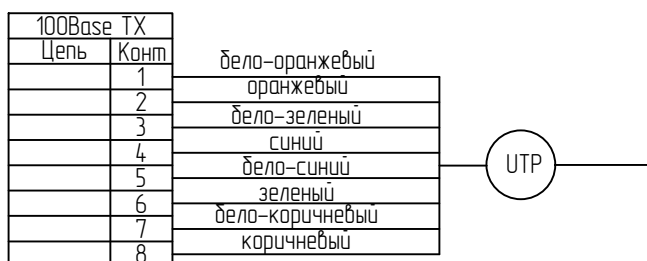 100Base TX
Цепь Конт
бело-оранжевый
1
оранжевый
2
бело-зеленый
3
синий
4
бело-синий
5
зеленый
6
бело-коричневый
7
коричневый
8
UTP